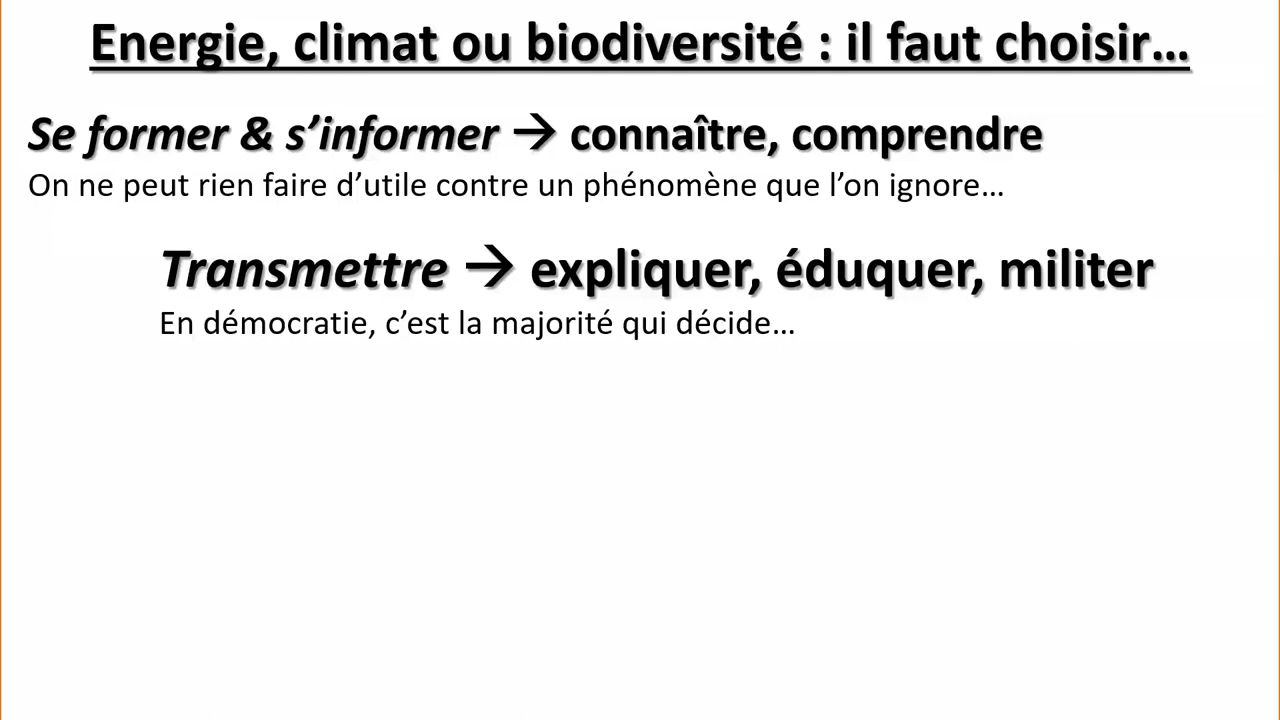 Energie, climat ou biodiversité : il faut choisir…
Se former & s’informer → connaître, comprendre
On ne peut rien faire d’utile contre un phénomène que l’on ignore…
Transmettre → expliquer, éduquer, militer
En démocratie, c’est la majorité qui décide…